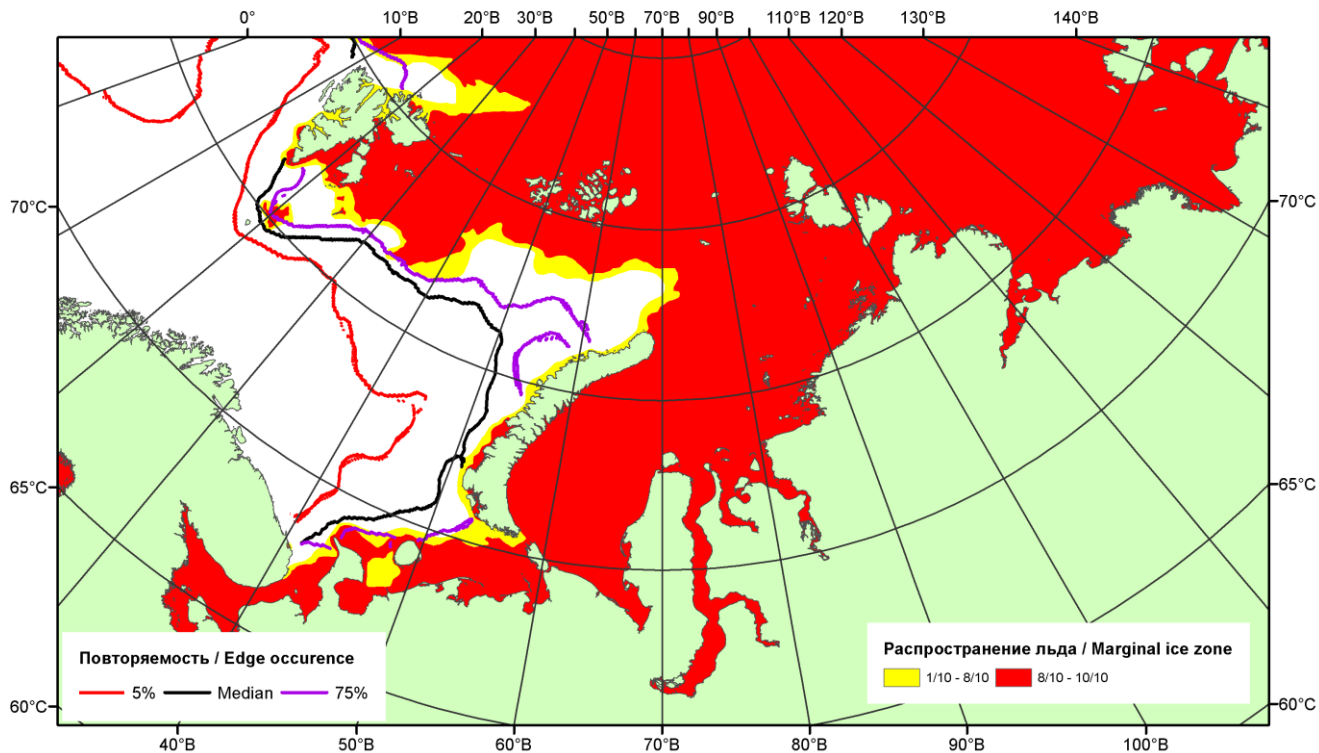 0° 10°В 20°В 30°В 50°В 70°В 90°В 110°В 120°В 130°В 140°В
70°С 70°С
65°С 65°С
60°С 60°С
Повторяемость / Edge occurence
5% Median 75%
Распространение льда / Marginal ice zone
1/10 - 8/10 8/10 - 10/10
40°В 50°В 60°В 70°В 80°В 90°В 100°В